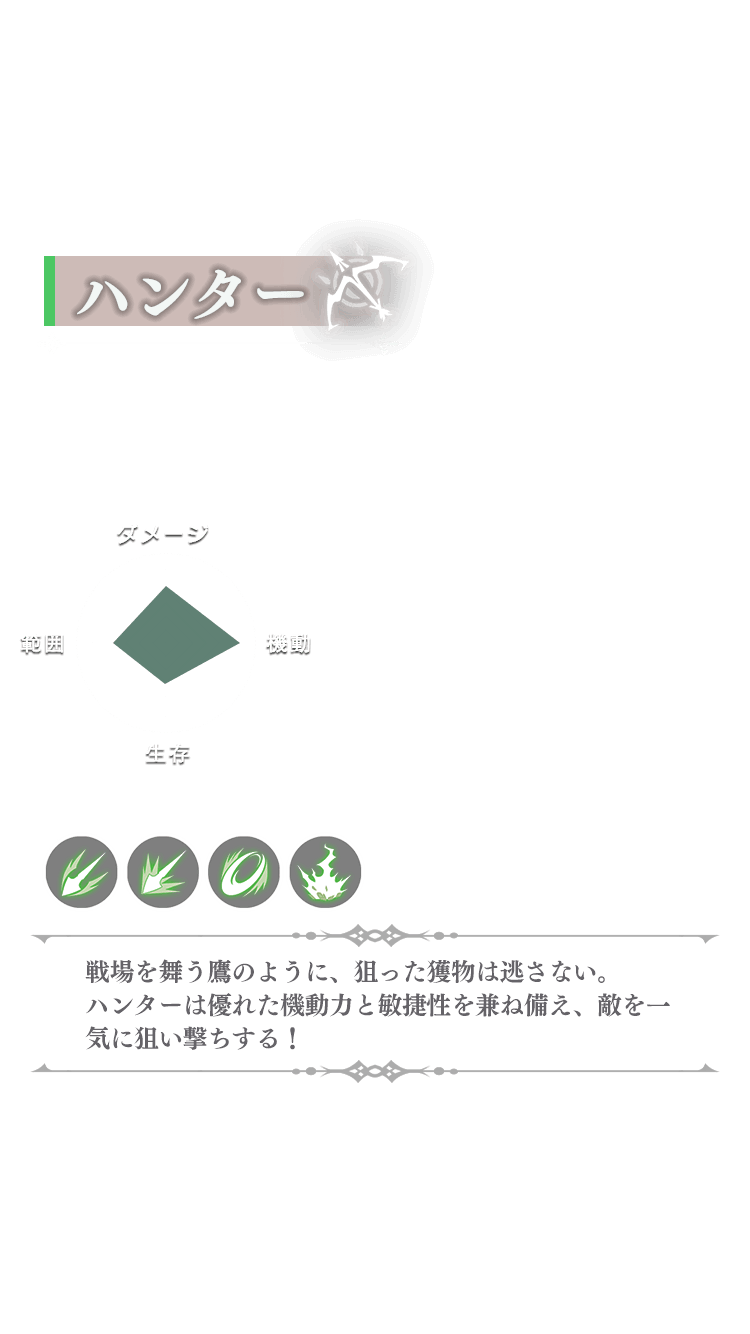 ハンター
ダメージ
範囲
機動
生存
戦場を舞う鷹のように、狙った獲物は逃さない。
ハンターは優れた機動力と敏捷性を兼ね備え、敵を一
気に狙い撃ちする！